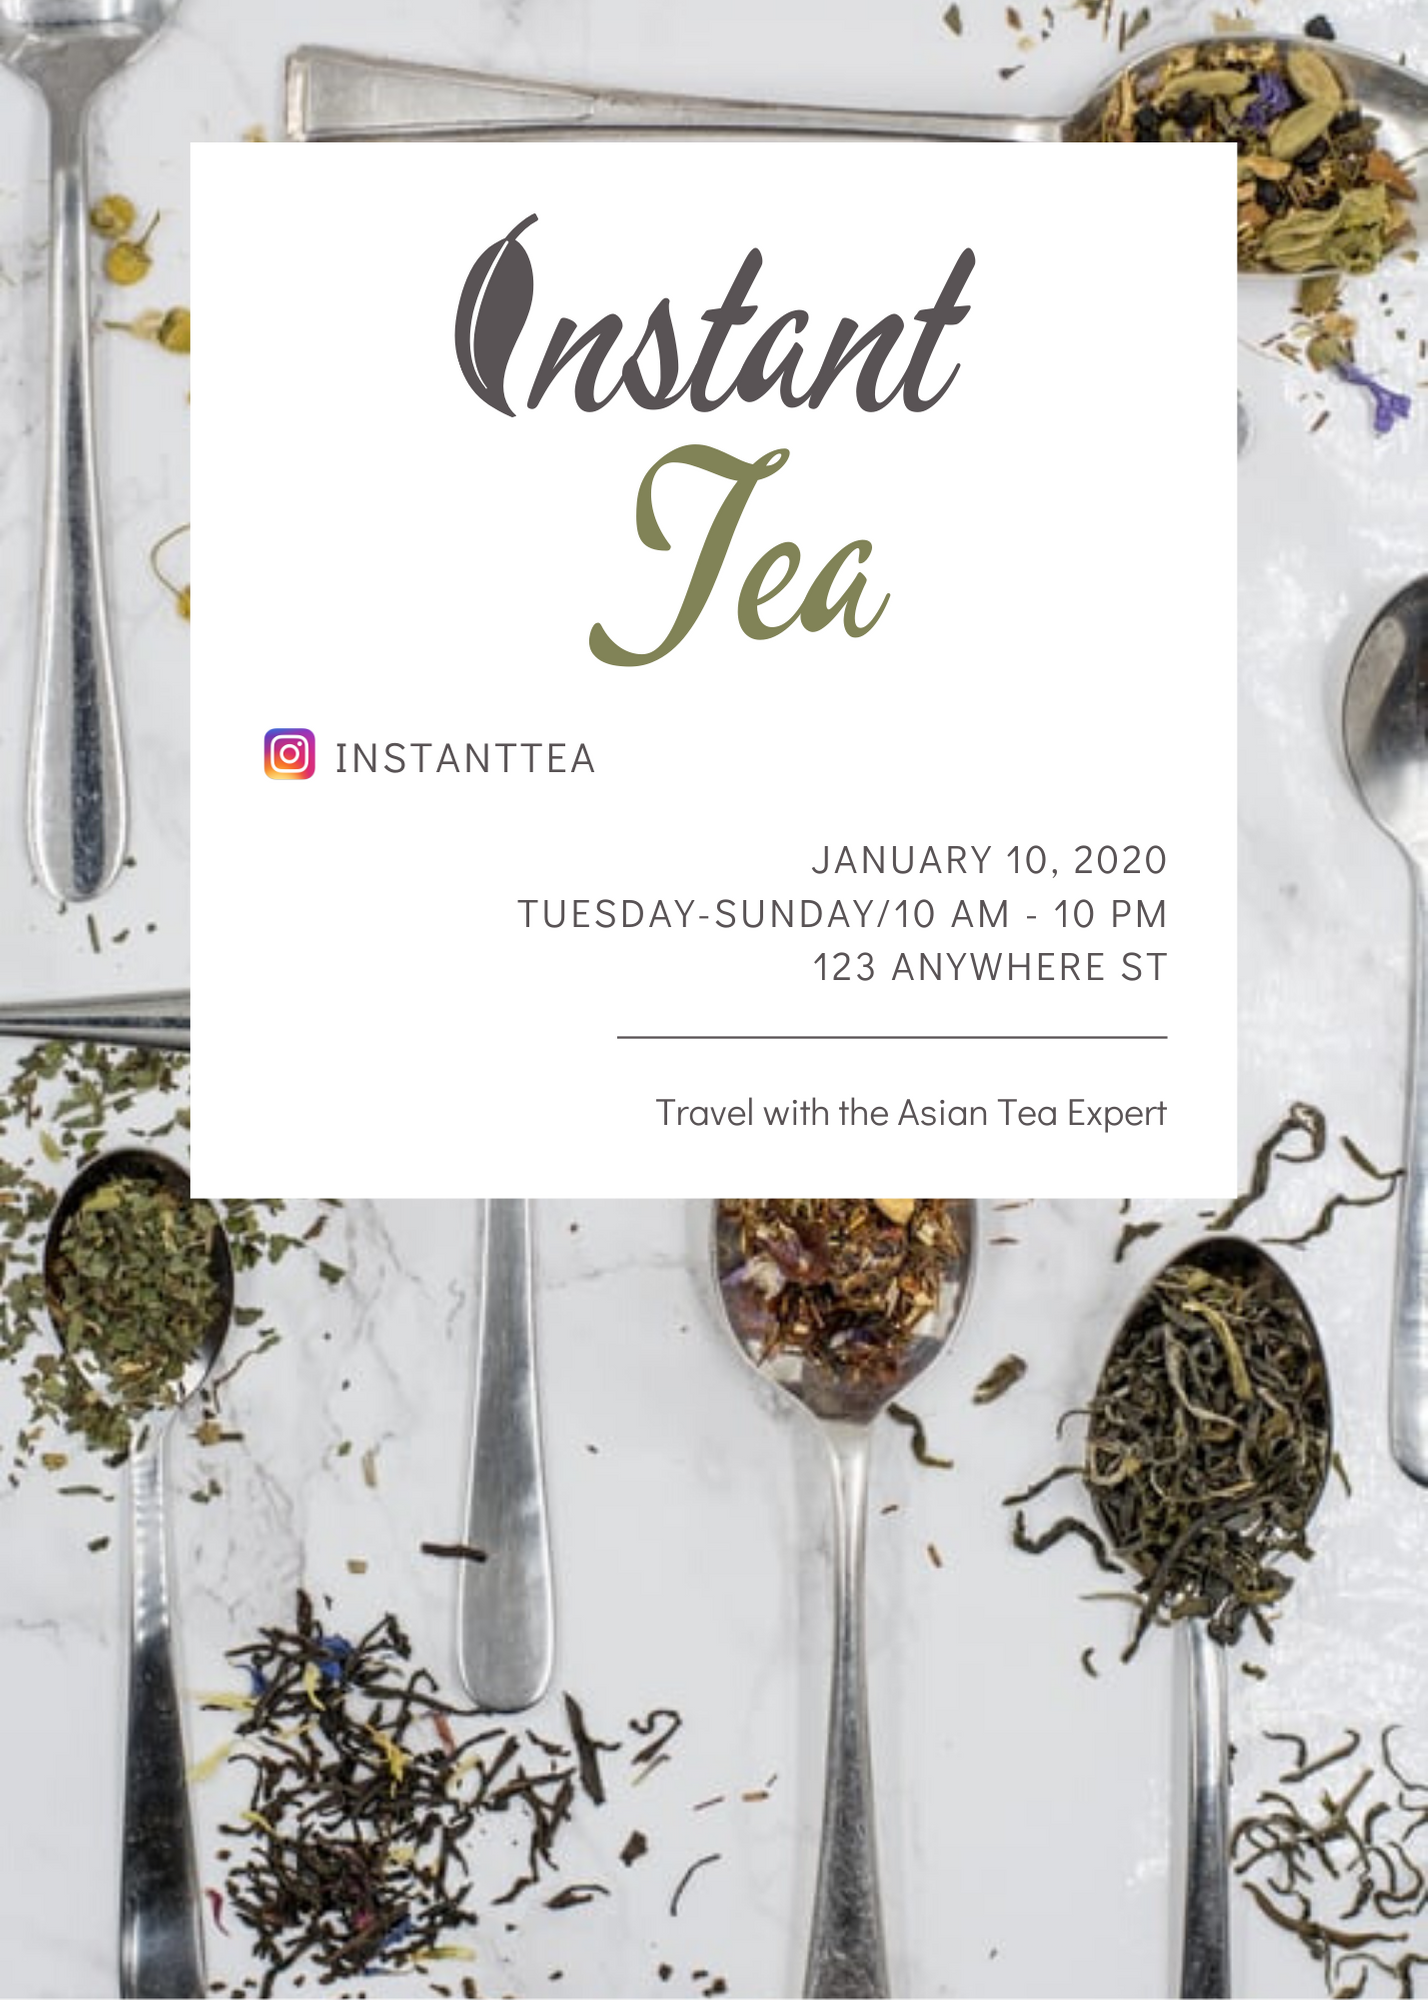 Instant
Tea
INSTANTTEA
JANUARY 10, 2020
TUESDAY-SUNDAY/10 AM - 10 PM
123 ANYWHERE ST
Travel with the Asian Tea Expert